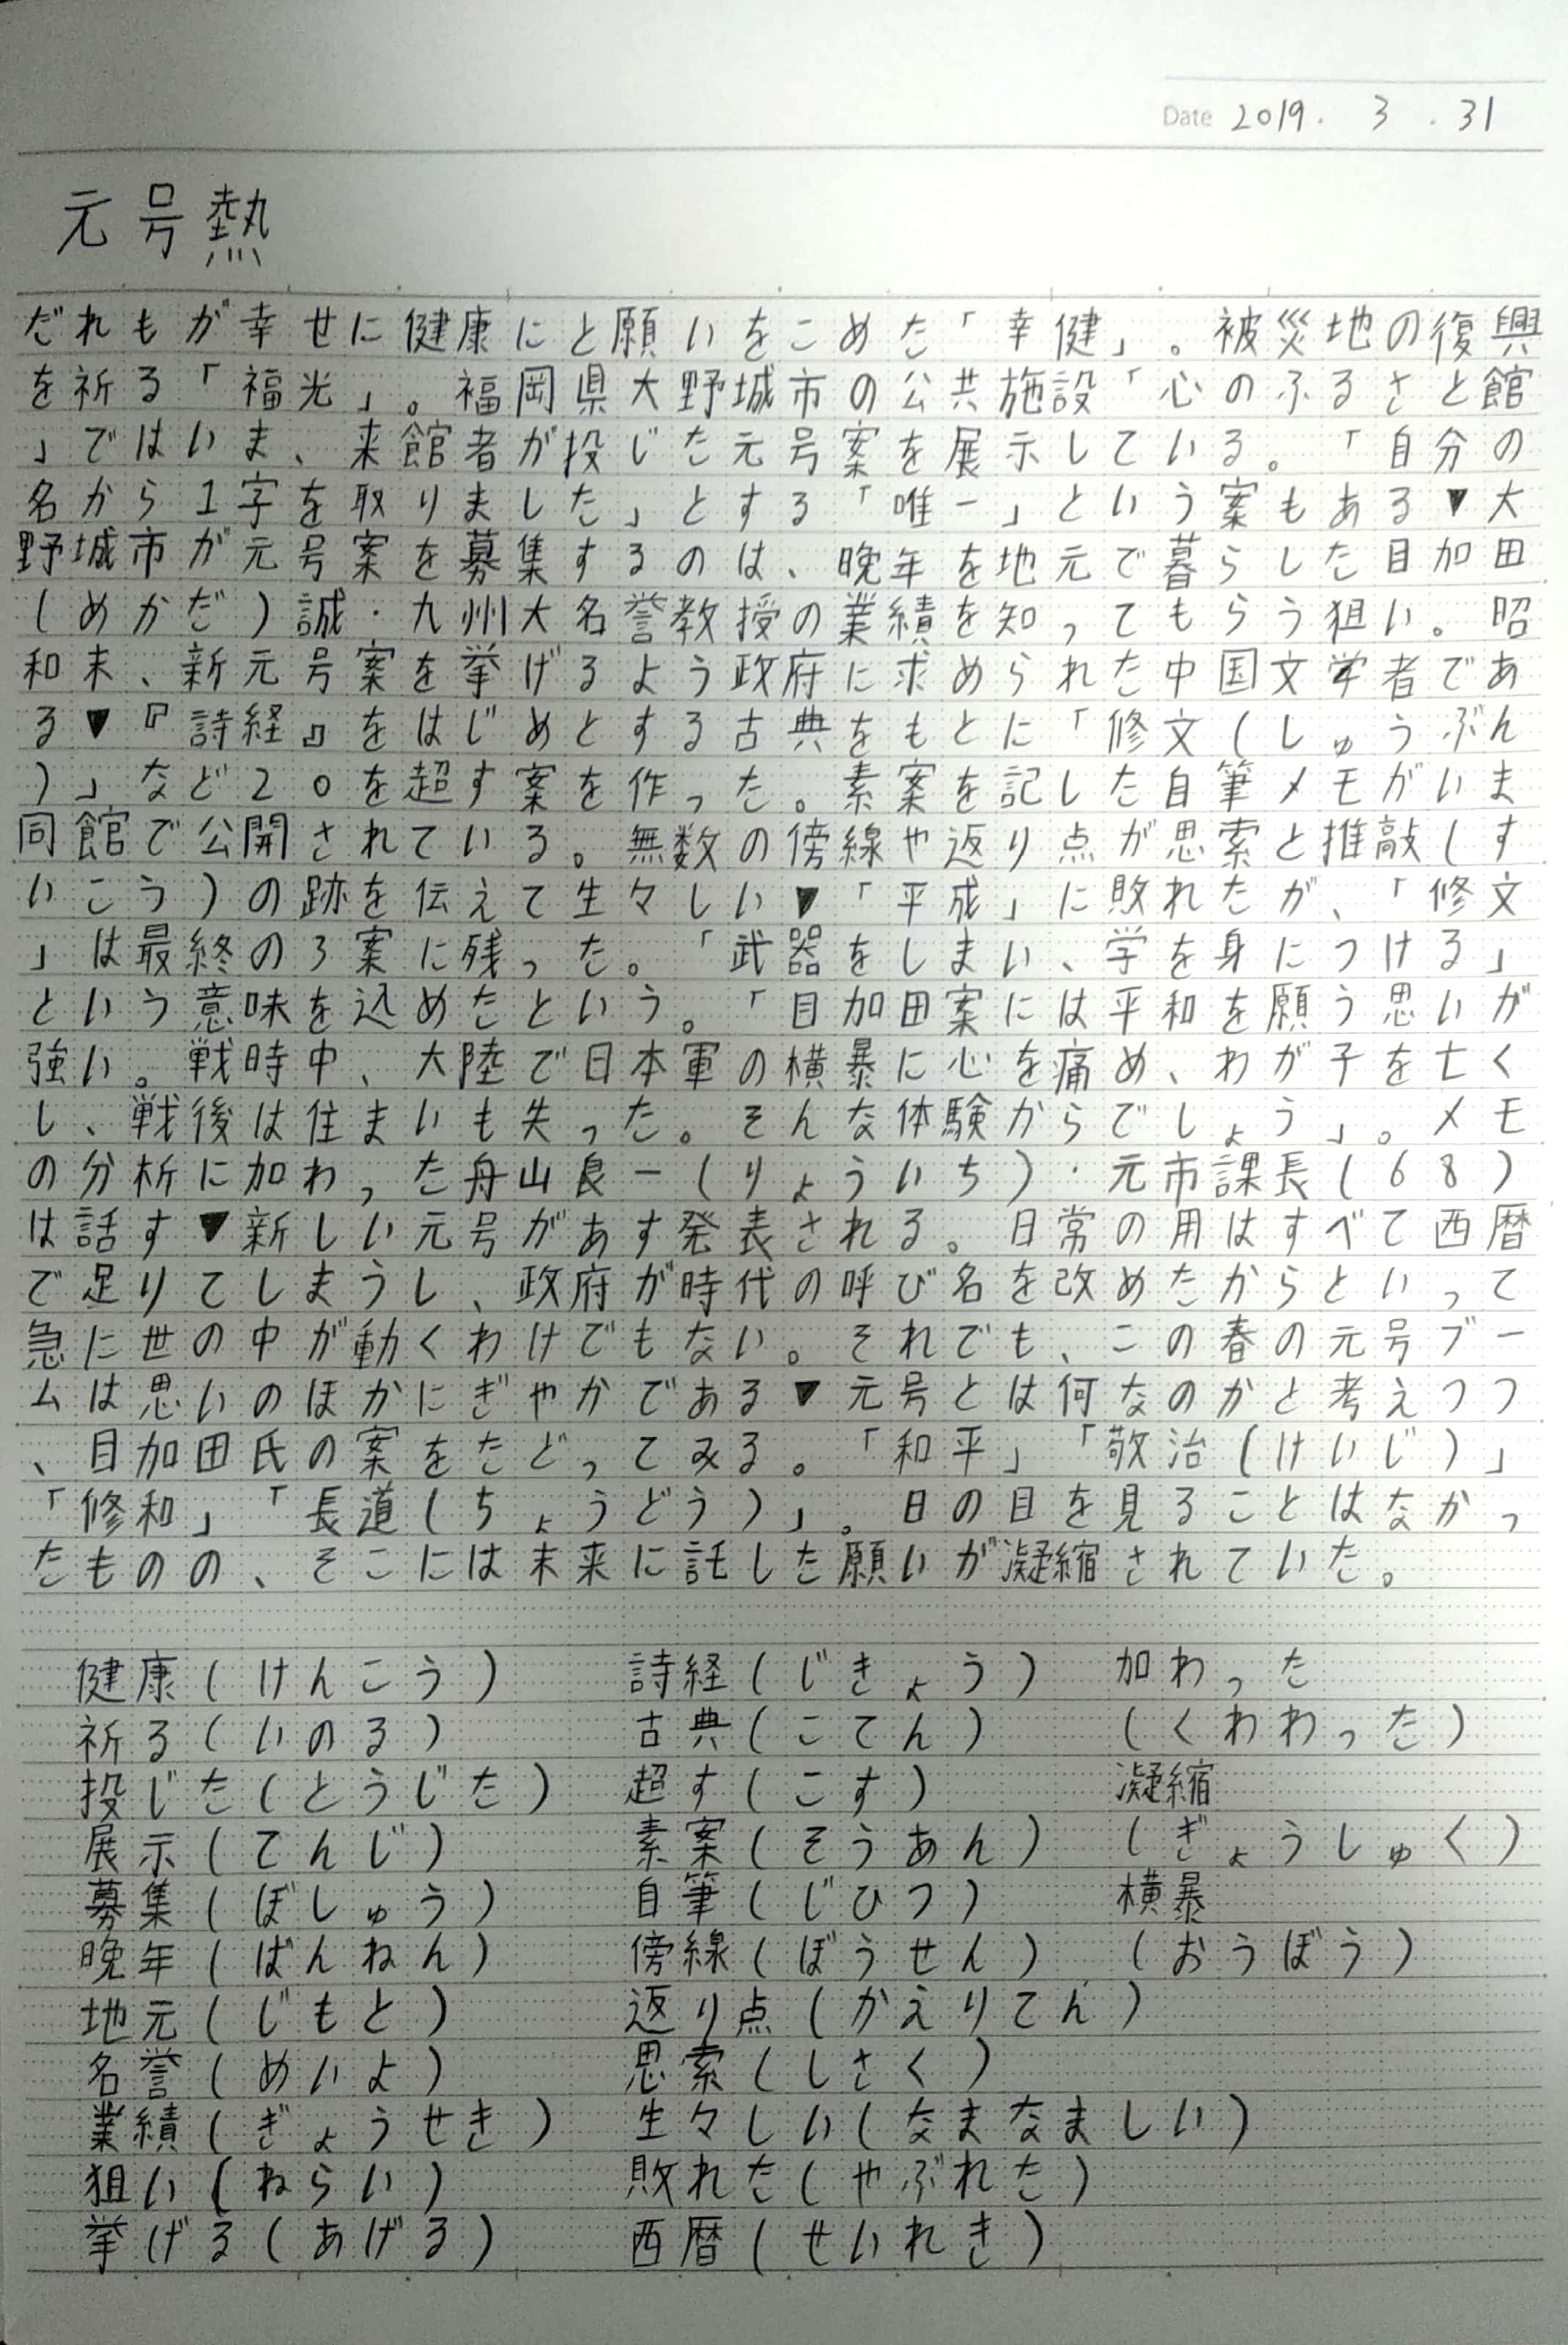 Date 2019. 3. 31
元号熱
だれもが幸せに健康にと願いをこめた「幸健」。被災地の復興
を祈る「福光」。福岡県大野城市の公共施設「心のふるさと館
」ではいま、来館者が投じた元号案を展示している。「自分の
名から1字を取りました」とする「唯一」という案もある▼大
野城市が元号案を募集するのは、晩年を地元で暮らした目加田
(めかだ)誠・九州大名誉教授の業績を知ってもらう狙い。昭
和末、新元号案を挙げるよう政府に求められた中国文学者であ
る▼『詩経』をはじめとする古典をもとに「修文(しゅうぶん
)」など20を超す案を作った。素案を記した自筆メモがいま
同館で公開されている。無数の傍線や返り点が思索と推敲(す
いこう)の跡を伝えて生々しい▼「平成」に敗れたが、「修文
」は最終の3案に残った。「武器をしまい、学を身につける」
という意味を込めたという。「目加田案には平和を願う思いが
強い。戦時中、大陸で日本軍の横暴に心を痛め、わが子を亡く
し、戦後は住まいも失った。そんな体験からでしょう」。メモ
の分析に加わった舟山良一(りょういち)・元市課長(68)
は話す▼新しい元号があす発表される。日常の用はすべて西暦
で足りてしまうし、政府が時代の呼び名を改めたからといって
急に世の中が動くわけでもない。それでも、この春の元号ブー
ムは思いのほかにぎやかである▼元号とは何なのかと考えつつ
、目加田氏の案をたどってみる。「和平」「敬治(けいじ)」
「修和」「長道(ちょうどう)」。日の目を見ることはなかっ
たものの、そこには未来に託した願いが凝縮されていた。
健康(けんこう) 詩経(じきょう) 加わった
祈る(いのる) 古典(こてん) (くわわった)
投じた(とうじた) 超す(こす) 凝縮
展示(てんじ) 素案(そうあん) (ぎょうしゅく)
募集(ぼしゅう) 自筆(じひつ) 横暴
晩年(ばんねん) 傍線(ぼうせん) (おうぼう)
地元(じもと) 返り点(かえりてん)
名誉(めいよ) 思索(しさく)
業績(ぎょうせき) 生々しい(なまなましい)
狙い(ねらい) 敗れた(やぶれた)
挙げる(あげる) 西暦(せいれき)